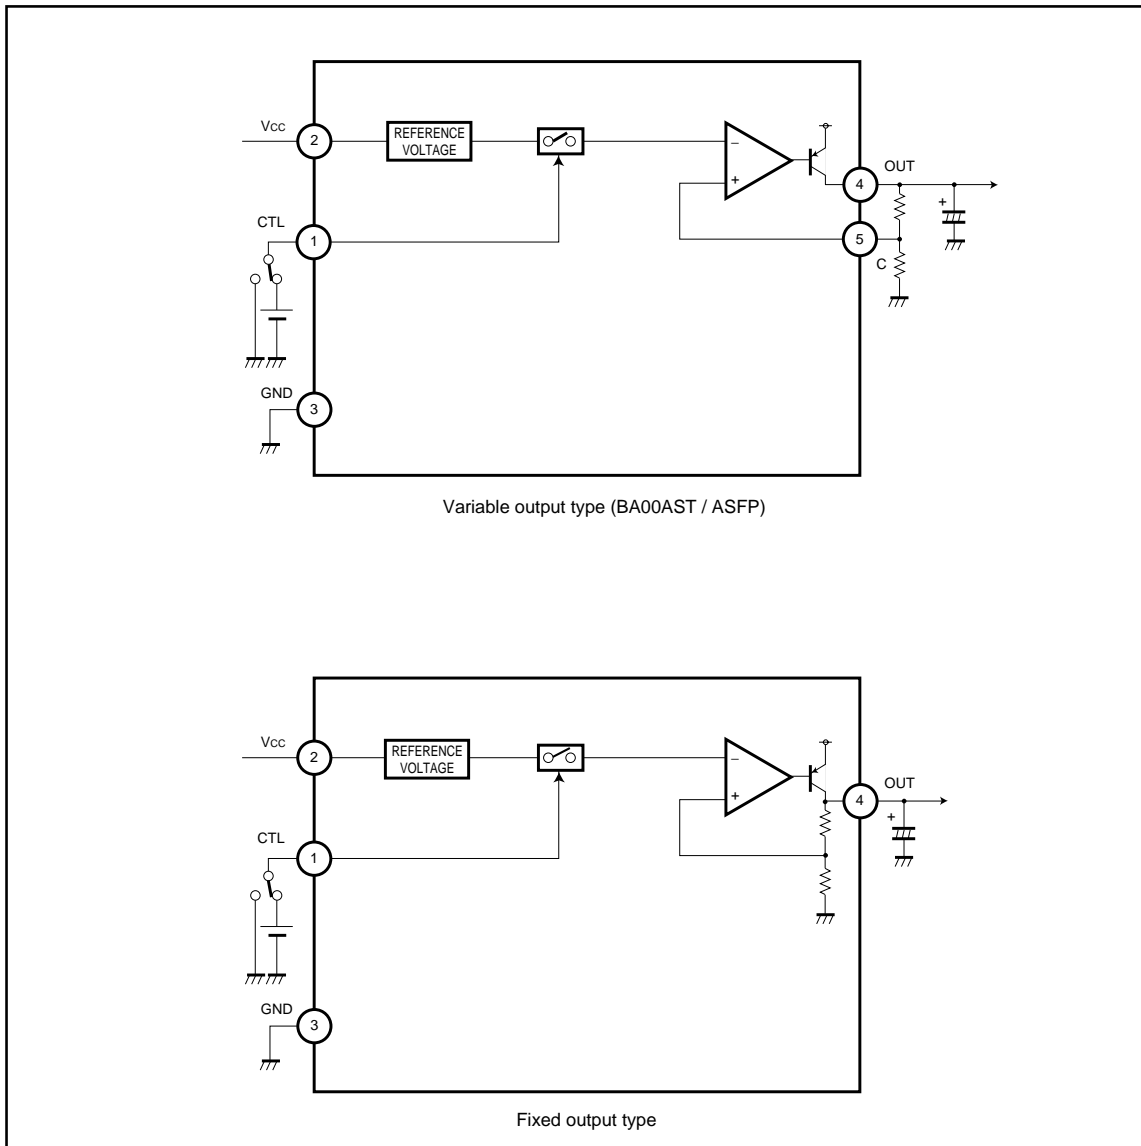 Vcc
2
REFERENCE
VOLTAGE
–
+
OUT
4
+
CTL
1
5
C
GND
3
Variable output type (BA00AST / ASFP)
Vcc
2
REFERENCE
VOLTAGE
–
+
OUT
4
+
CTL
1
GND
3
Fixed output type